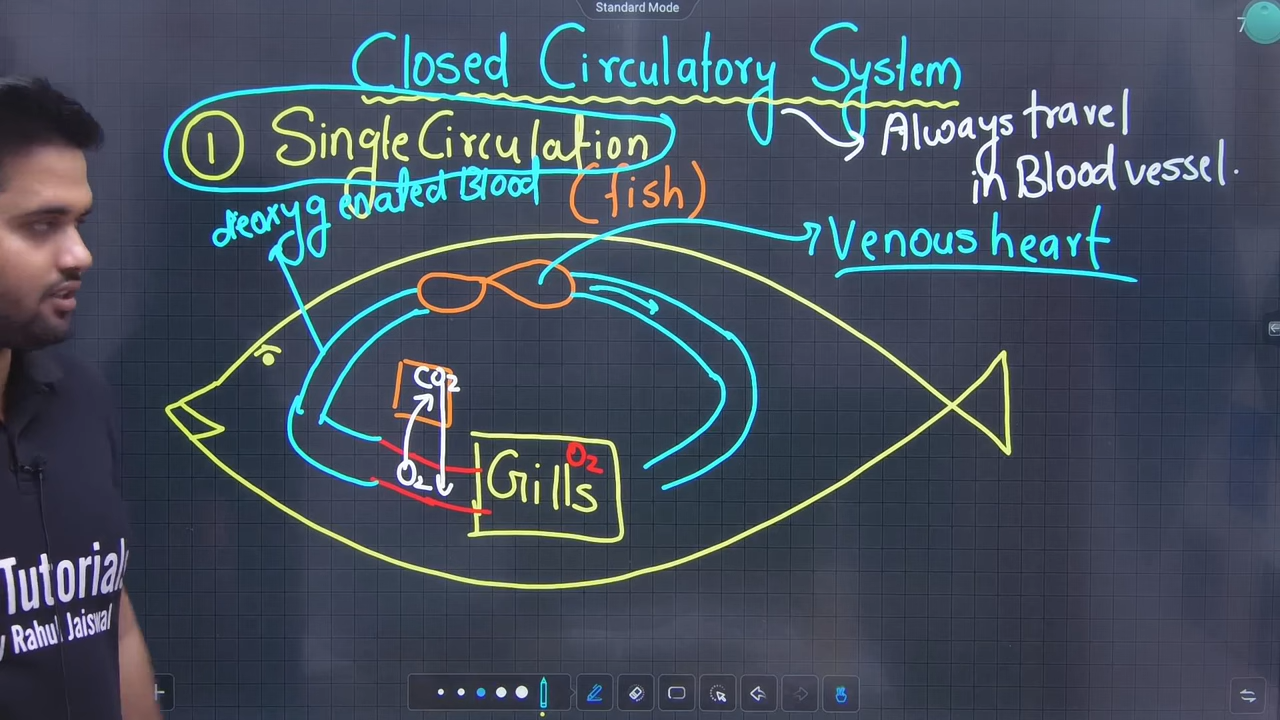 Standard Mode
7
Closed Circulatory System
① Single Circulation
Always travel
in Blood vessel.
deoxygenated Blood
(fish)
Venous heart
CO2
O2
O2
Gills
Tutorial
Rahul Jaiswal